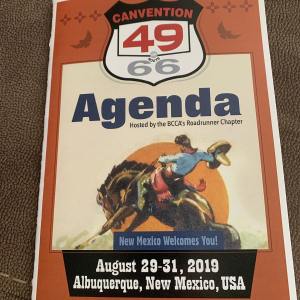 CANVENTION
49
66
Agenda
Hosted by the BCCA's Roadrunner Chapter
New Mexico Welcomes You!
August 29-31, 2019
Albuquerque, New Mexico, USA